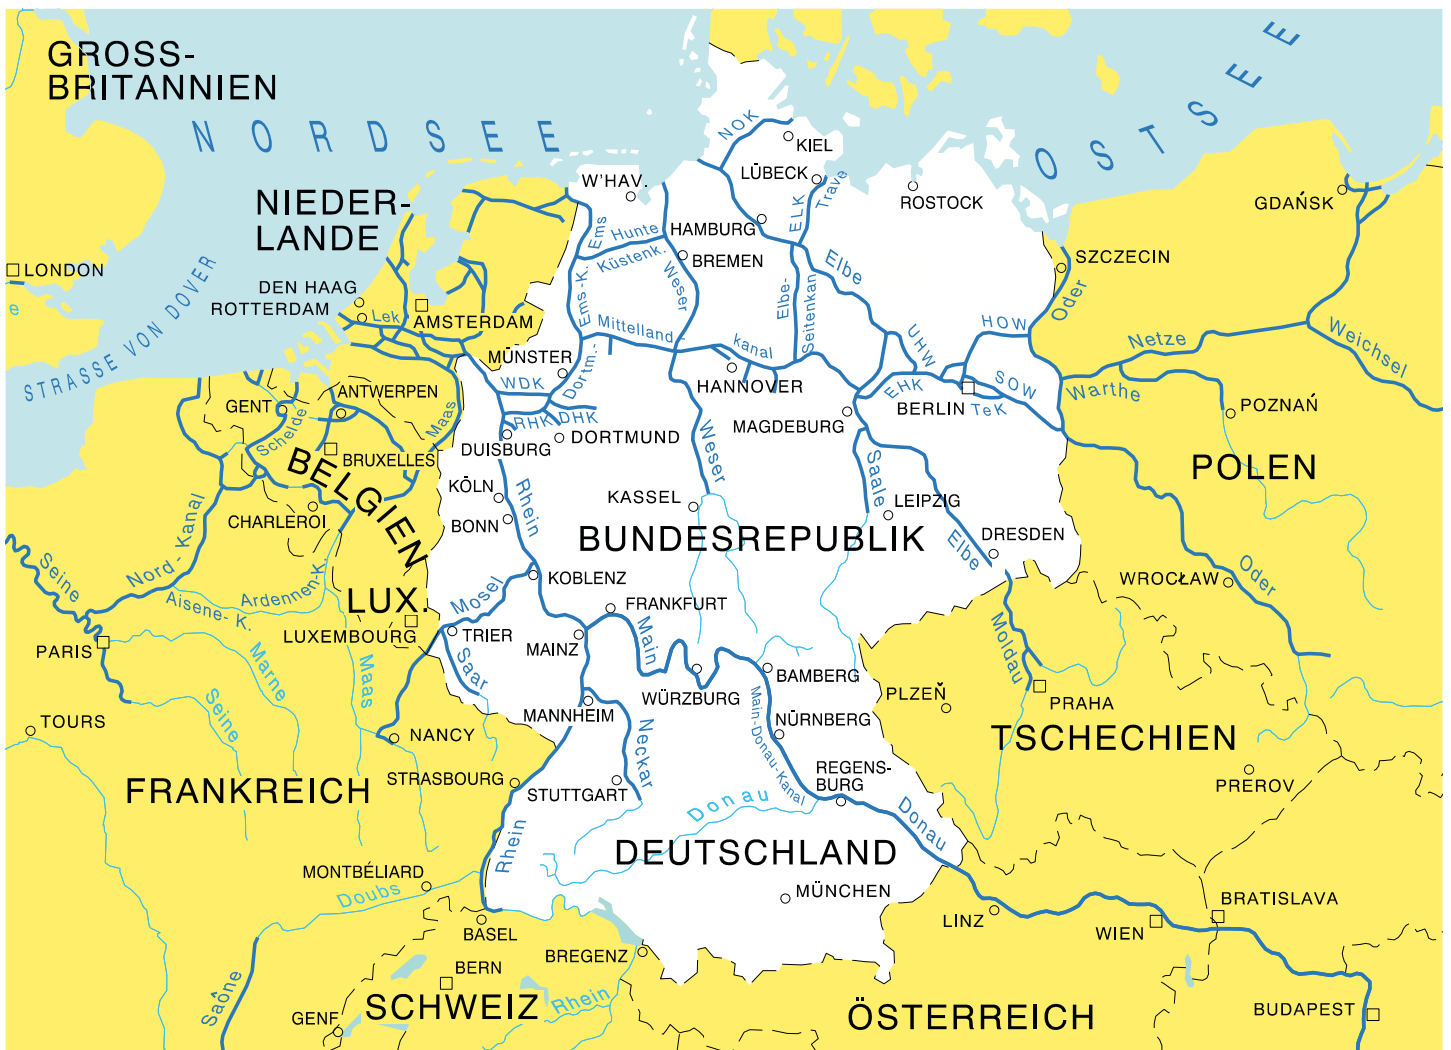 GROSS-
BRITANNIEN
NORDSEE
OSTSEE
NOK
KIEL
LÜBECK
Trave
ELK
W'HAV.
ROSTOCK
NIEDER-
LANDE
Ems
Hunte
Küstenk.
HAMBURG
BREMEN
Weser
Elbe
GDAŃSK
LONDON
e
STRASSE VON DOVER
DEN HAAG
ROTTERDAM
Lek
AMSTERDAM
Ems-K.
Elbe-
Seitenkan
SZCZECIN
Oder
Mittelland-
kanal
HOW
UHW
Netze
Weichsel
MÜNSTER
Dortm.-
WDK
HANNOVER
EHK
BERLIN
TeK
SOW
Warthe
ANTWERPEN
GENT
Schelde
Maas
RHK
DHK
DUISBURG
DORTMUND
MAGDEBURG
POZNAŃ
BRUXELLES
BELGIEN
Weser
Saale
POLEN
KÖLN
Rhein
KASSEL
LEIPZIG
CHARLEROI
BONN
BUNDESREPUBLIK
Elbe
DRESDEN
Seine
Nord-Kanal
Aisene-K.
Ardennen-K.
LUX.
Mosel
KOBLENZ
WROCŁAW
Oder
FRANKFURT
LUXEMBOURG
TRIER
MAINZ
Main
Moldau
PARIS
Marne
Maas
Saar
WÜRZBURG
BAMBERG
PLZEŇ
PRAHA
Seine
MANNHEIM
Main-Donau-Kanal
NÜRNBERG
TOURS
NANCY
Neckar
TSCHECHIEN
STRASBOURG
STUTTGART
REGENS-
BURG
PREROV
FRANKREICH
Donau
Donau
Rhein
DEUTSCHLAND
MONTBÉLIARD
Doubs
MÜNCHEN
BRATISLAVA
LINZ
WIEN
BASEL
BREGENZ
BERN
Saône
SCHWEIZ
Rhein
GENF
ÖSTERREICH
BUDAPEST